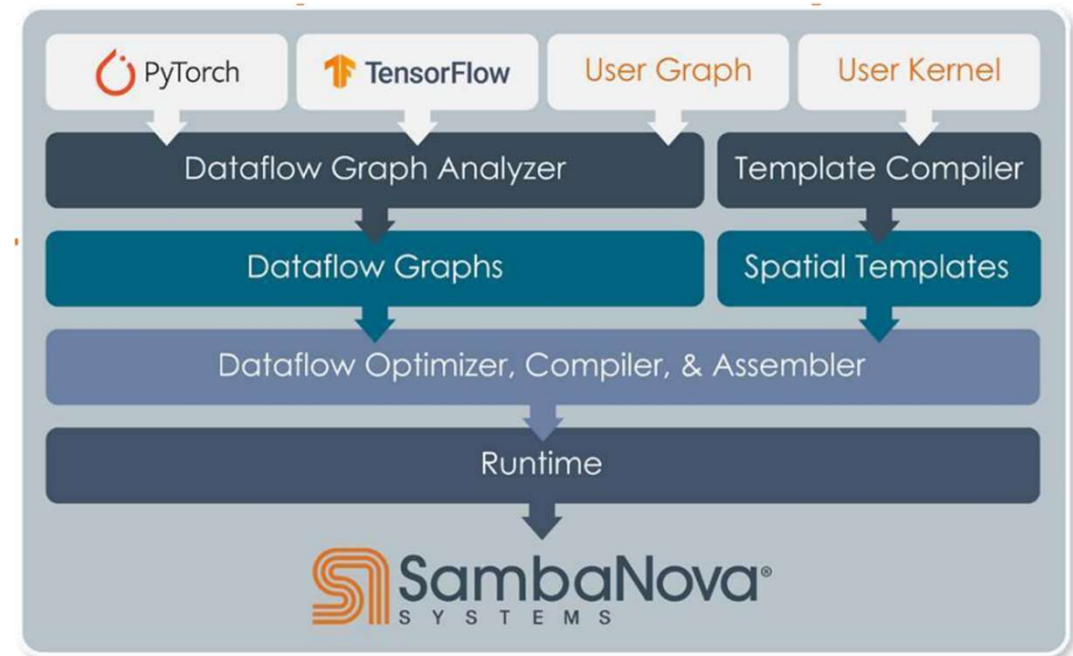 PyTorch
TensorFlow
User Graph
User Kernel
Dataflow Graph Analyzer
Template Compiler
Dataflow Graphs
Spatial Templates
Dataflow Optimizer, Compiler, & Assembler
Runtime
SambaNova®
SYSTEMS